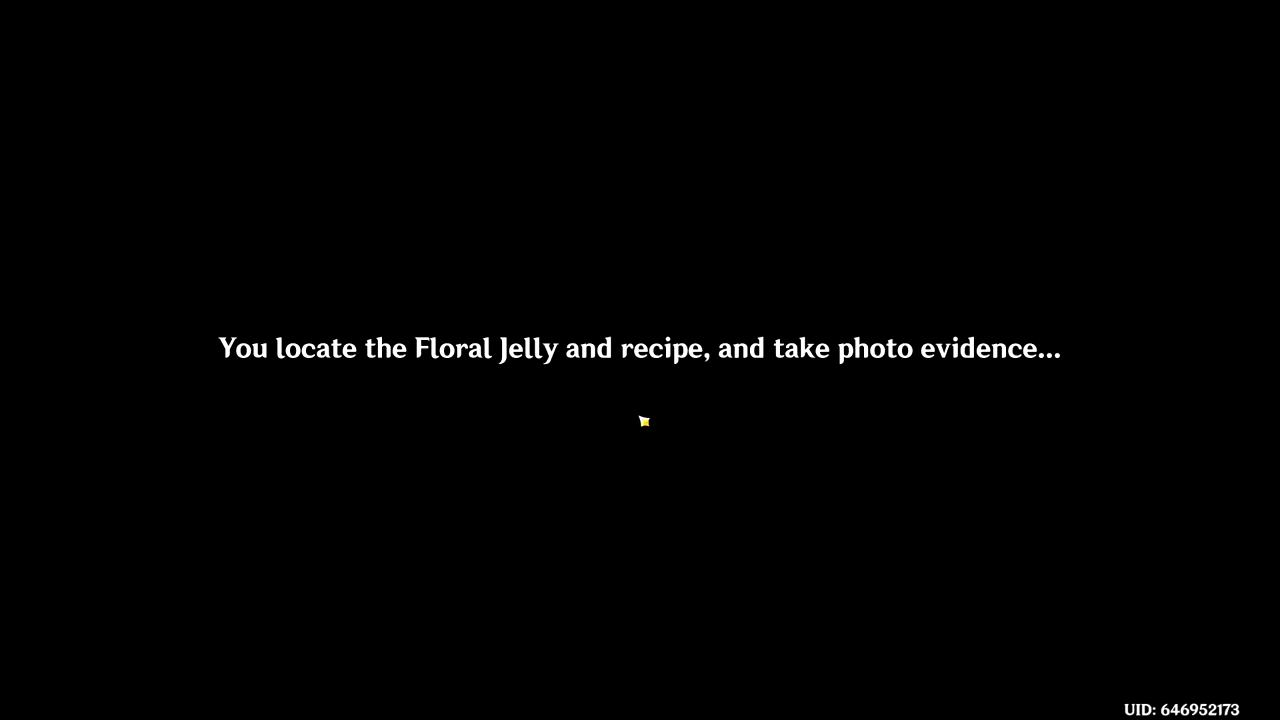 You locate the Floral Jelly and recipe, and take photo evidence...
UID: 646952173